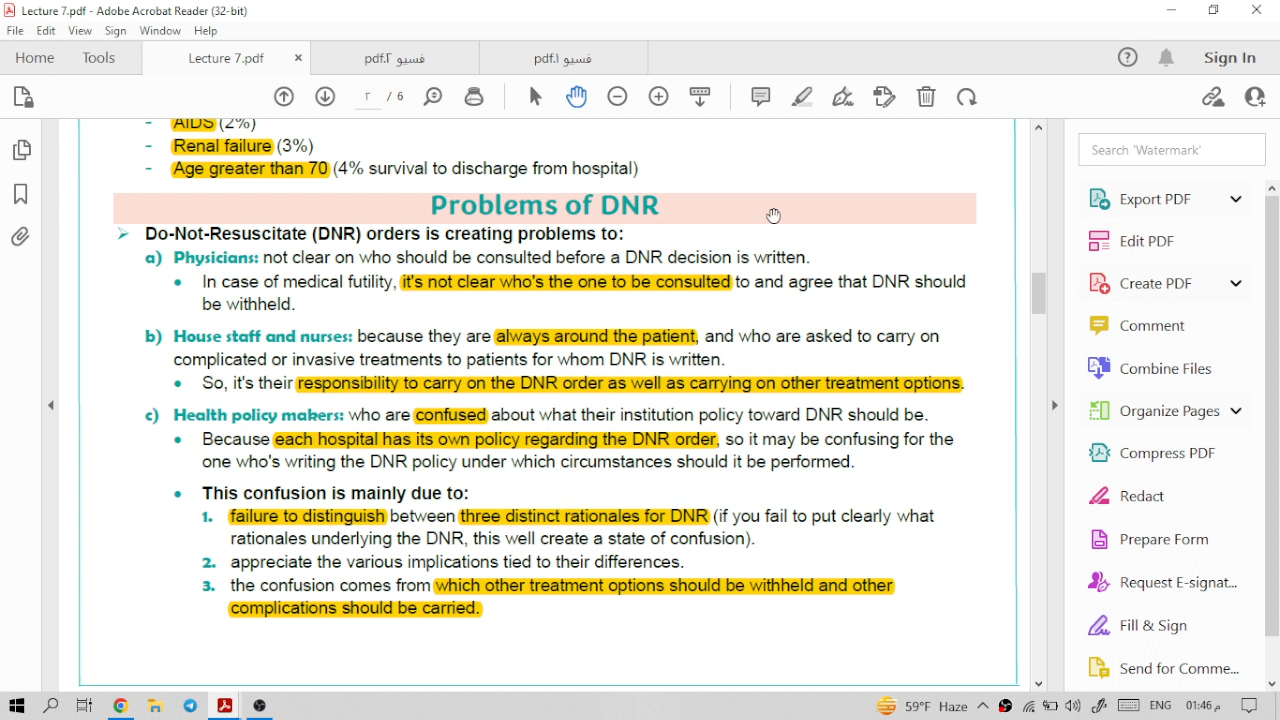 Lecture 7.pdf - Adobe Acrobat Reader (32-bit)
File Edit View Sign Window Help
Home Tools Lecture 7.pdf × فسيو ٢.pdf فسيو ١.pdf Sign In
٢ / 6
Search 'Watermark'
- AIDS (2%)
- Renal failure (3%)
- Age greater than 70 (4% survival to discharge from hospital)
Problems of DNR
➢ Do-Not-Resuscitate (DNR) orders is creating problems to:
a) Physicians: not clear on who should be consulted before a DNR decision is written.
• In case of medical futility, it's not clear who's the one to be consulted to and agree that DNR should
be withheld.
b) House staff and nurses: because they are always around the patient, and who are asked to carry on
complicated or invasive treatments to patients for whom DNR is written.
• So, it's their responsibility to carry on the DNR order as well as carrying on other treatment options.
c) Health policy makers: who are confused about what their institution policy toward DNR should be.
• Because each hospital has its own policy regarding the DNR order, so it may be confusing for the
one who's writing the DNR policy under which circumstances should it be performed.
• This confusion is mainly due to:
1. failure to distinguish between three distinct rationales for DNR (if you fail to put clearly what
rationales underlying the DNR, this well create a state of confusion).
2. appreciate the various implications tied to their differences.
3. the confusion comes from which other treatment options should be withheld and other
complications should be carried.
Export PDF
Edit PDF
Create PDF
Comment
Combine Files
Organize Pages
Compress PDF
Redact
Prepare Form
Request E-signat...
Fill & Sign
Send for Comme...
59°F Haze ENG 01:46 م